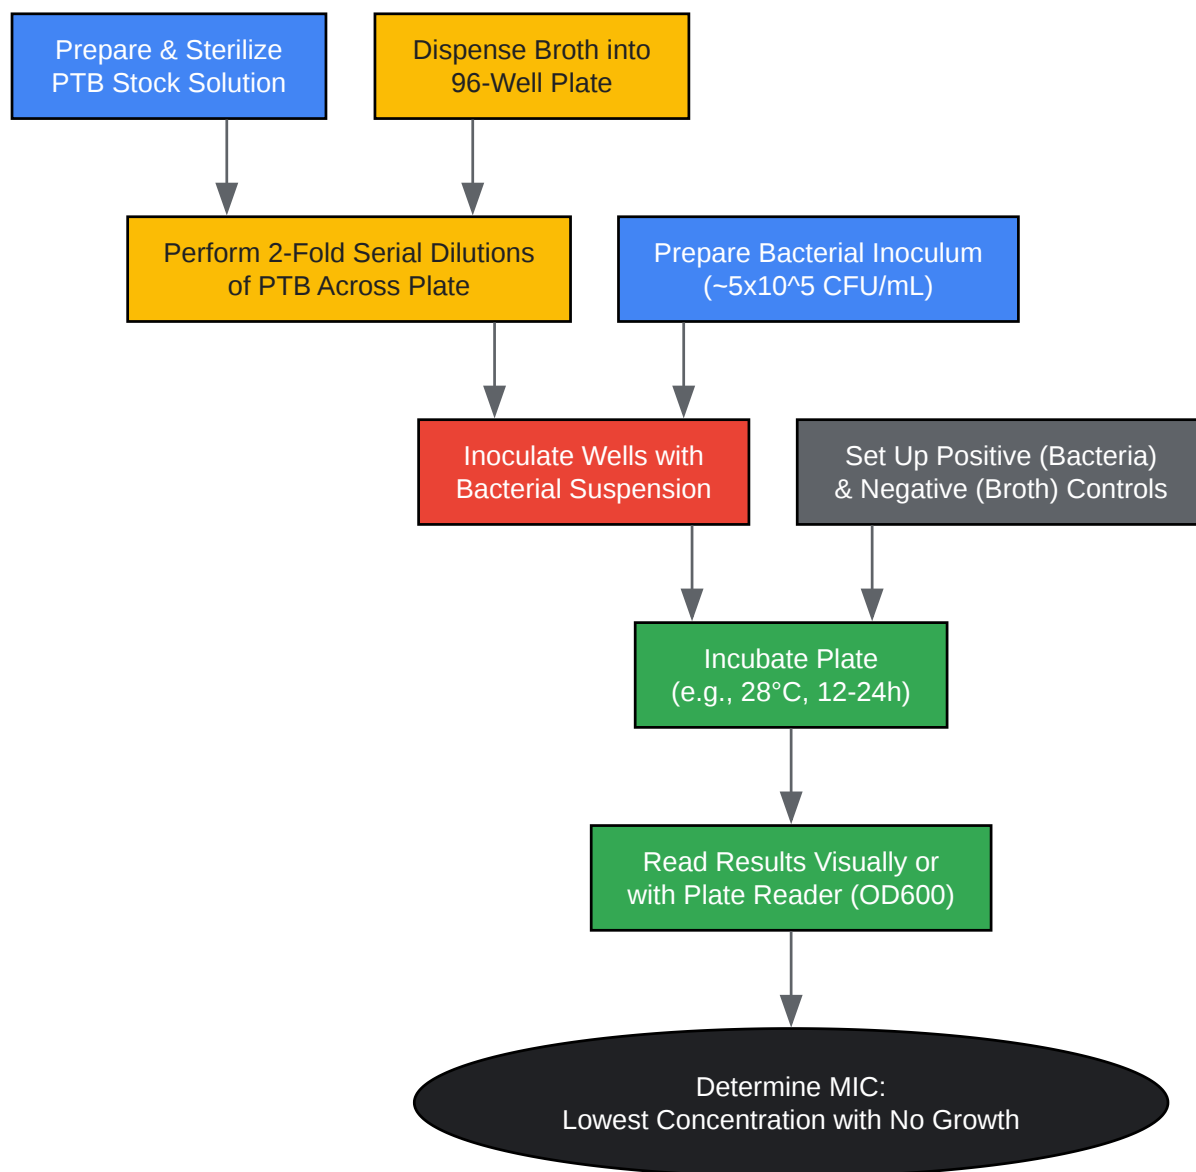 Prepare & Sterilize
PTB Stock Solution
Dispense Broth into
96-Well Plate
Perform 2-Fold Serial Dilutions
of PTB Across Plate
Prepare Bacterial Inoculum
(~5x10^5 CFU/mL)
Inoculate Wells with
Bacterial Suspension
Set Up Positive (Bacteria)
& Negative (Broth) Controls
Incubate Plate
(e.g., 28°C, 12-24h)
Read Results Visually or
with Plate Reader (OD600)
Determine MIC:
Lowest Concentration with No Growth